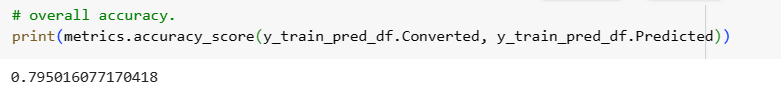 # overall accuracy.
print(metrics.accuracy_score(y_train_pred_df.Converted, y_train_pred_df.Predicted))
0.795016077170418